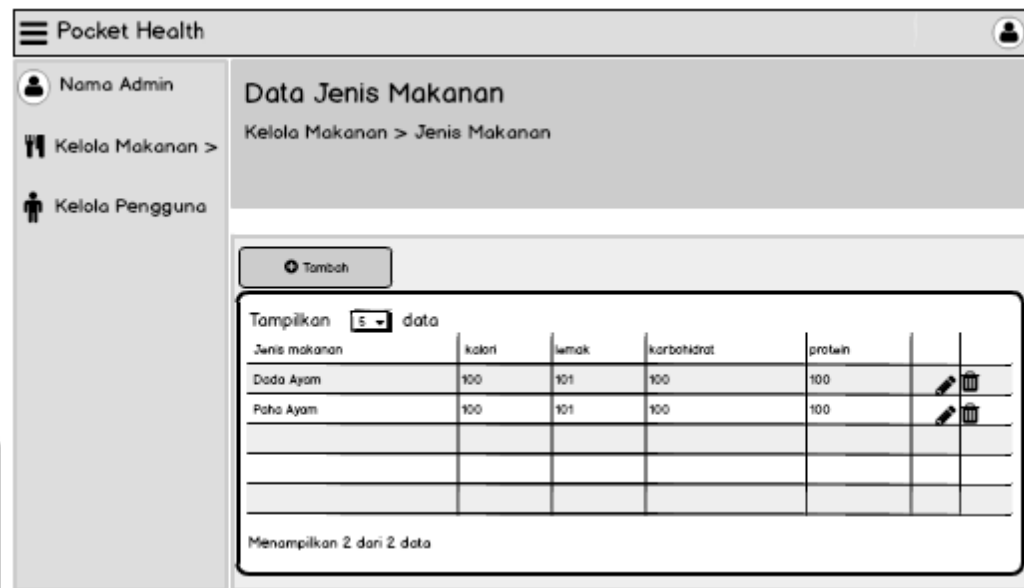 Pocket Health
Nama Admin
Kelola Makanan >
Kelola Pengguna
Data Jenis Makanan
Kelola Makanan > Jenis Makanan
Tambah
Tampilkan 5 data
Jenis makanan kalori lemak karbohidrat protein
Dada Ayam 100 101 100 100
Paha Ayam 100 101 100 100
Menampilkan 2 dari 2 data